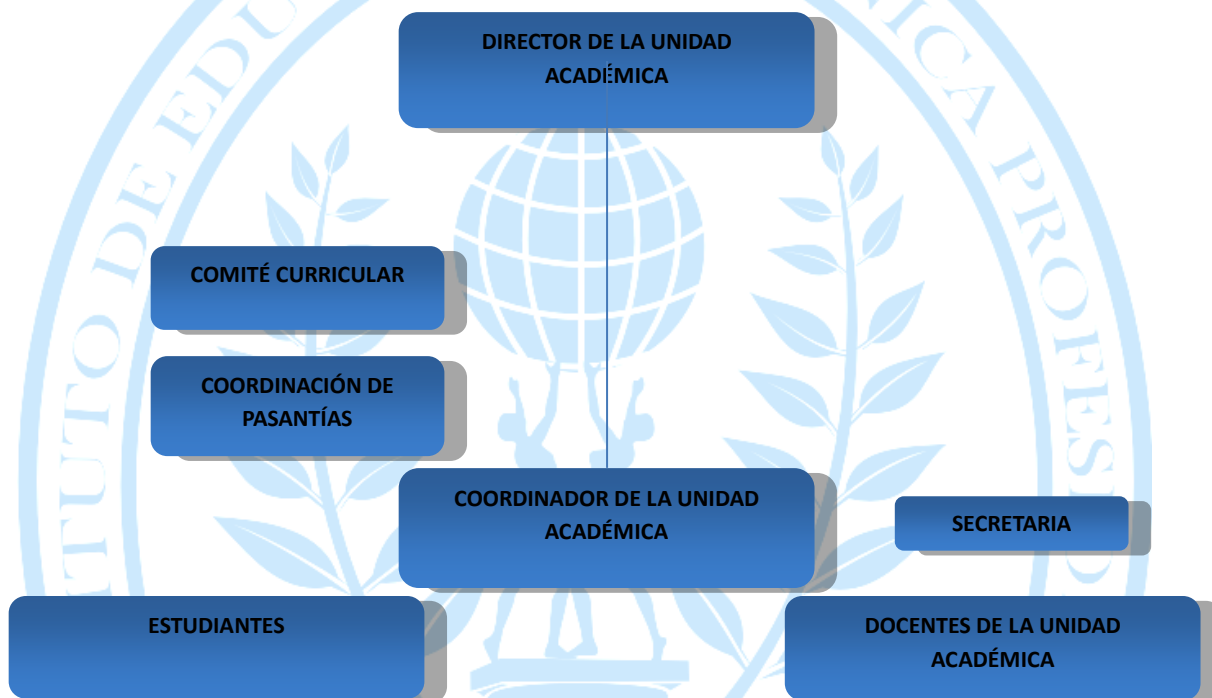 DIRECTOR DE LA UNIDAD
ACADÉMICA
COMITÉ CURRICULAR
COORDINACIÓN DE
PASANTÍAS
COORDINADOR DE LA UNIDAD
ACADÉMICA
SECRETARIA
ESTUDIANTES
DOCENTES DE LA UNIDAD
ACADÉMICA